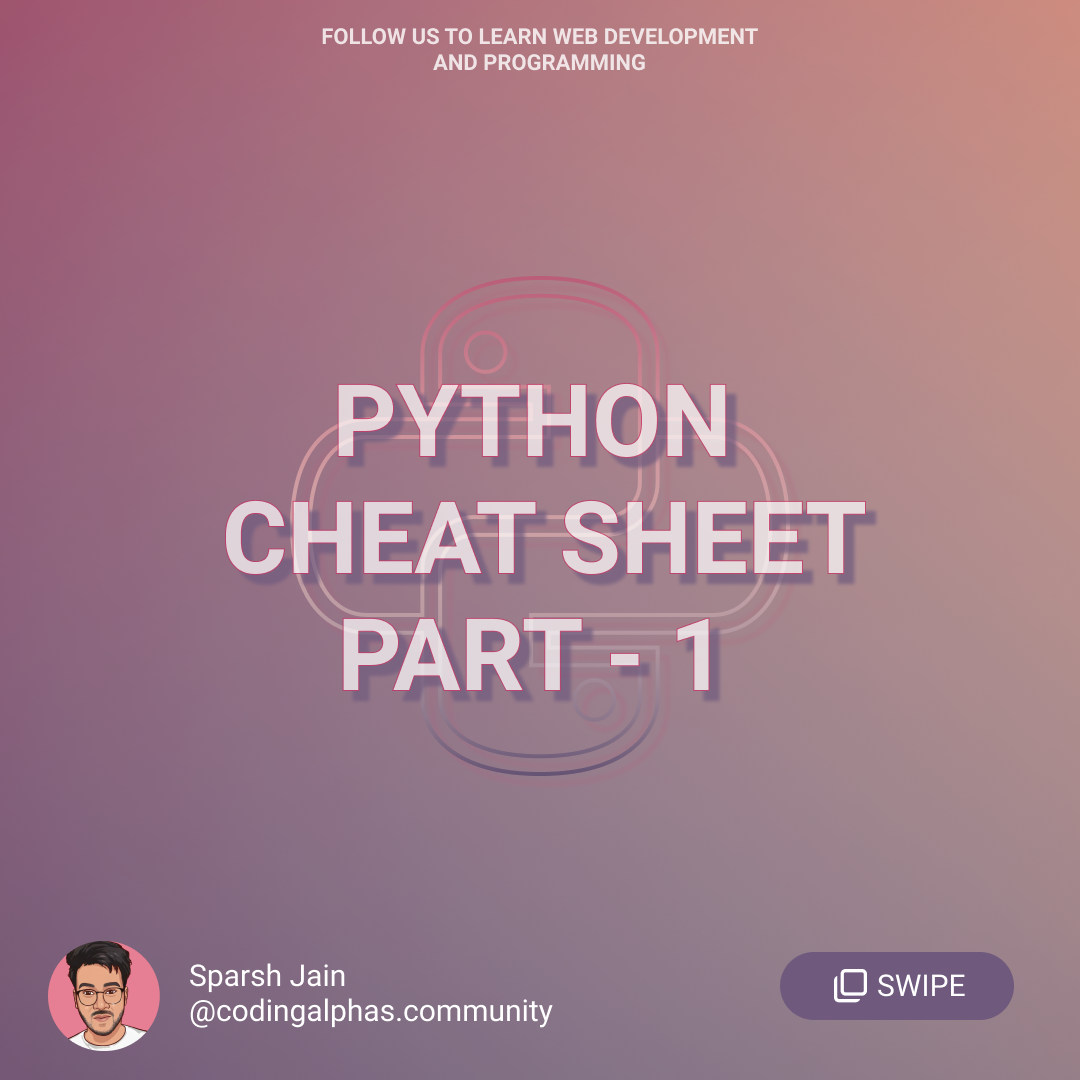 FOLLOW US TO LEARN WEB DEVELOPMENT
AND PROGRAMMING
PYTHON
CHEAT SHEET
PART - 1
Sparsh Jain
@codingalphas.community
SWIPE